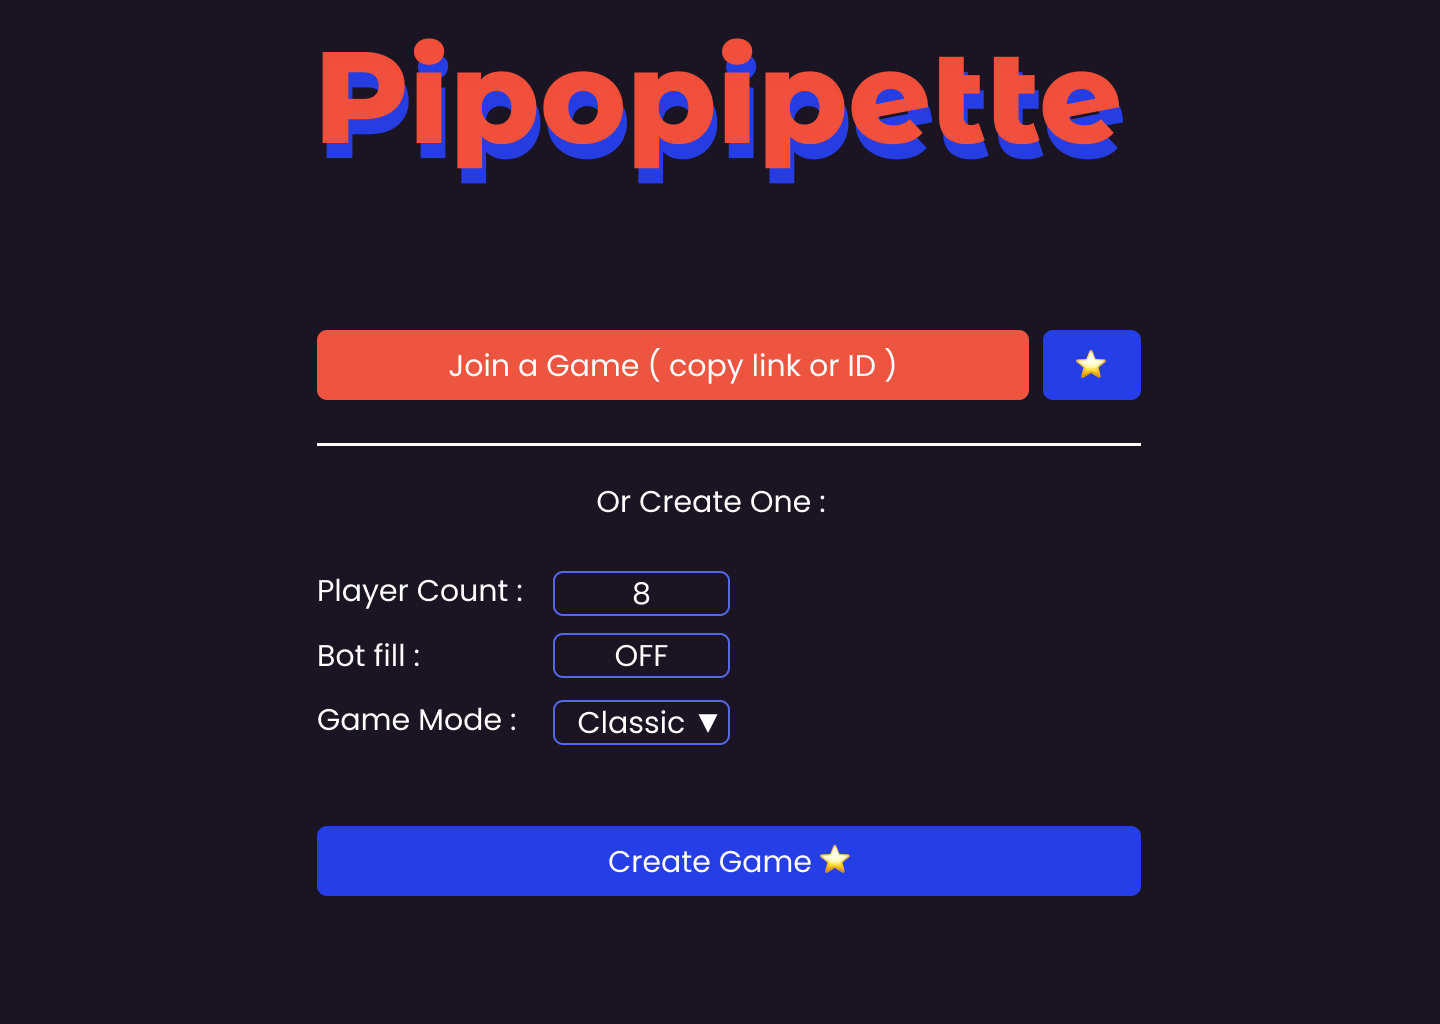 Pipopipette
Join a Game ( copy link or ID ) ⭐
Or Create One :
Player Count : 8
Bot fill : OFF
Game Mode : Classic ▼
Create Game ⭐